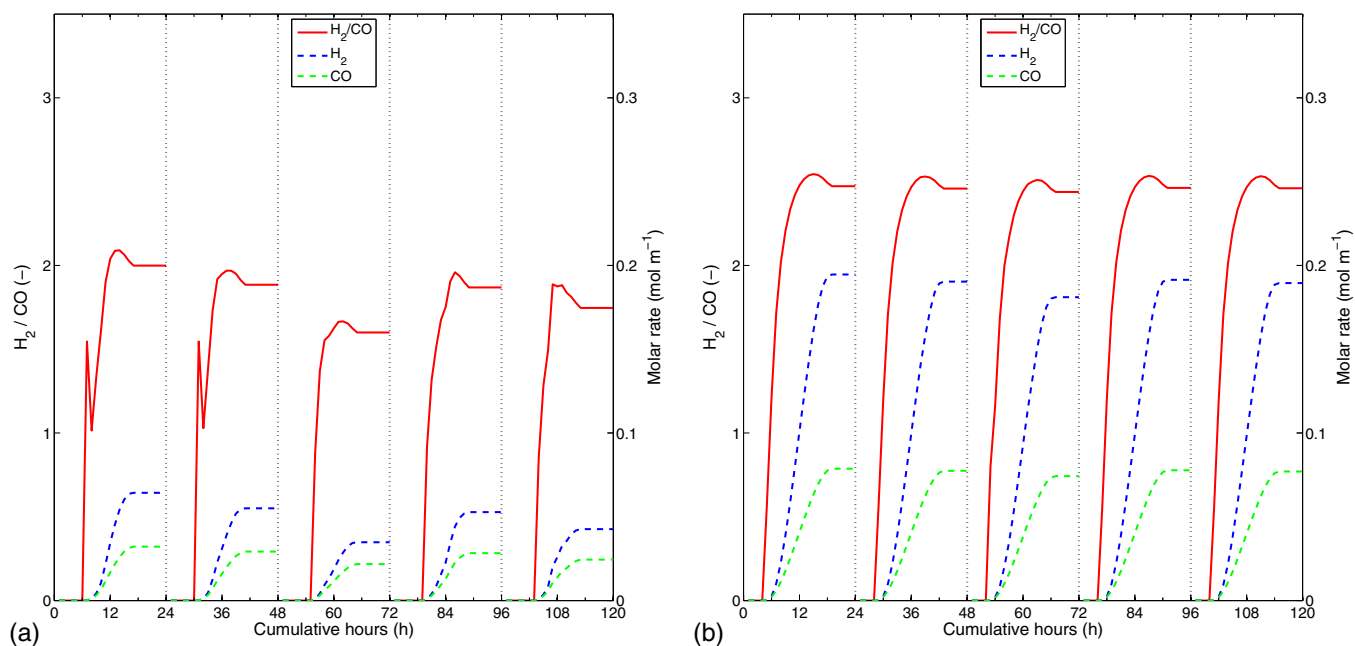 H₂/CO
H₂
CO
3
2
1
0
0.3
0.2
0.1
0
H₂ / CO (−)
Molar rate (mol m⁻¹)
0 12 24 36 48 60 72 84 96 108 120
Cumulative hours (h)
(a)
H₂/CO
H₂
CO
3
2
1
0
0.3
0.2
0.1
0
H₂ / CO (−)
Molar rate (mol m⁻¹)
0 12 24 36 48 60 72 84 96 108 120
Cumulative hours (h)
(b)